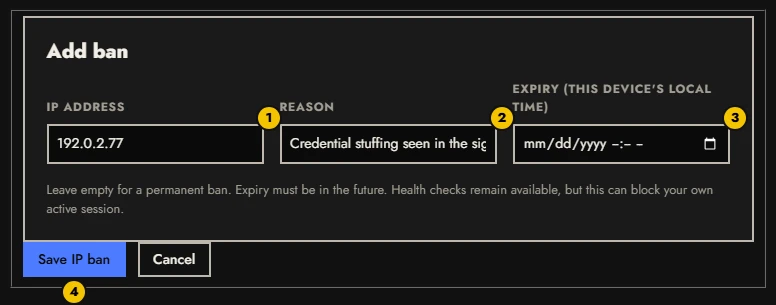 Add ban
IP ADDRESS
REASON
EXPIRY (THIS DEVICE'S LOCAL
TIME)
1
2
3
192.0.2.77
Credential stuffing seen in the sig
mm/dd/yyyy --:-- --
Leave empty for a permanent ban. Expiry must be in the future. Health checks remain available, but this can block your own
active session.
Save IP ban
Cancel
4